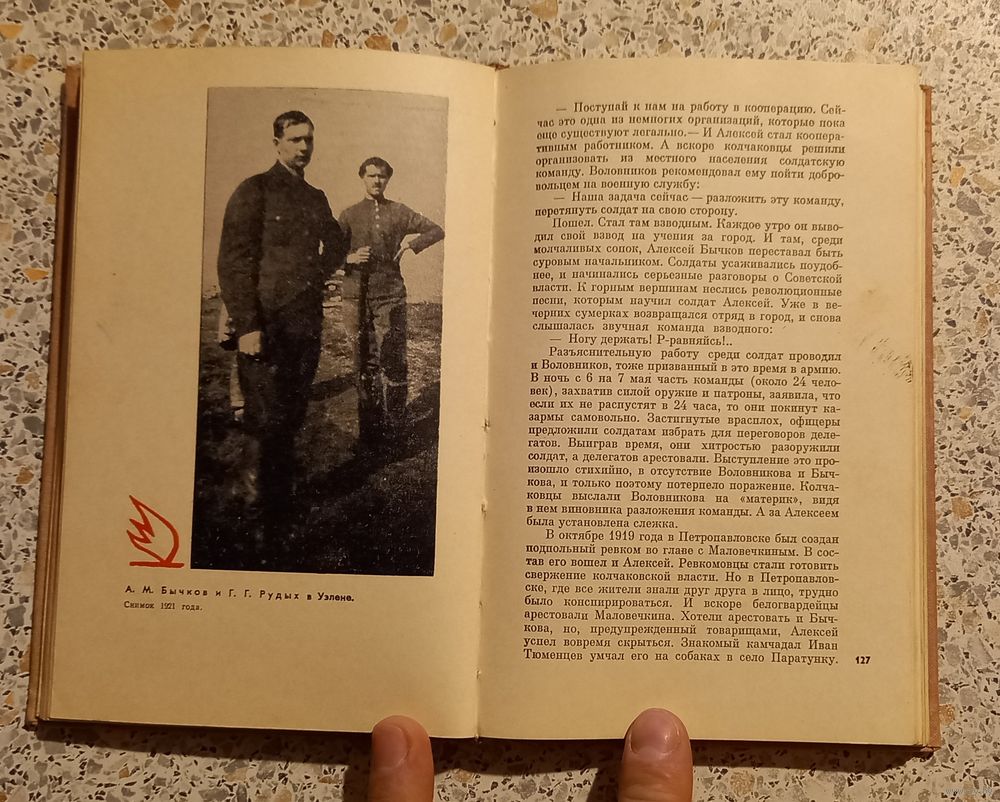 А. М. Бычков и Г. Г. Рудых в Уэлене.
Снимок 1921 года.
— Поступай к нам на работу в кооперацию. Сей-
час это одна из немногих организаций, которые пока
еще существуют легально.— И Алексей стал коопера-
тивным работником. А вскоре колчаковцы решили
организовать из местного населения солдатскую
команду. Воловников рекомендовал ему пойти добро-
вольцем на военную службу:
— Наша задача сейчас — разложить эту команду,
перетянуть солдат на свою сторону.
Пошел. Стал там взводным. Каждое утро он выво-
дил свой взвод на учения за город. И там, среди
молчаливых сопок, Алексей Бычков переставал быть
суровым начальником. Солдаты усаживались поудоб-
нее, и начинались серьезные разговоры о Советской
власти. К горным вершинам неслись революционные
песни, которым научил солдат Алексей. Уже в ве-
черних сумерках возвращался отряд в город, и снова
слышалась звучная команда взводного:
— Ногу держать! Р-равняйсь!..
Разъяснительную работу среди солдат проводил
и Воловников, тоже призванный в это время в армию.
В ночь с 6 на 7 мая часть команды (около 24 чело-
век), захватив силой оружие и патроны, заявила, что
если их не распустят в 24 часа, то они покинут ка-
зармы самовольно. Застигнутые врасплох, офицеры
предложили солдатам избрать для переговоров деле-
гатов. Выиграв время, они хитростью разоружили
солдат, а делегатов арестовали. Выступление это про-
изошло стихийно, в отсутствие Воловникова и Быч-
кова, и только поэтому потерпело поражение. Колча-
ковцы выслали Воловникова на «материк», видя
в нем виновника разложения команды. А за Алексеем
была установлена слежка.
В октябре 1919 года в Петропавловске был создан
подпольный ревком во главе с Маловечкиным. В сос-
тав его вошел и Алексей. Ревкомовцы стали готовить
свержение колчаковской власти. Но в Петропавлов-
ске, где все жители знали друг друга в лицо, трудно
было конспирироваться. И вскоре белогвардейцы
арестовали Маловечкина. Хотели арестовать и Быч-
кова, но, предупрежденный товарищами, Алексей
успел вовремя скрыться. Знакомый камчадал Иван
Тюменцев умчал его на собаках в село Паратунку.
127